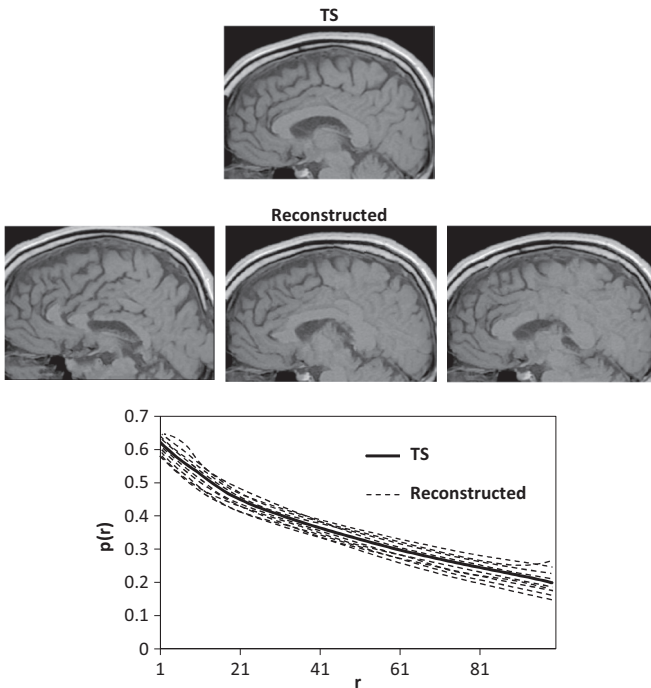 TS
Reconstructed
0.7
0.6
0.5
0.4
0.3
0.2
0.1
0
p(r)
TS
Reconstructed
1 21 41 61 81
r